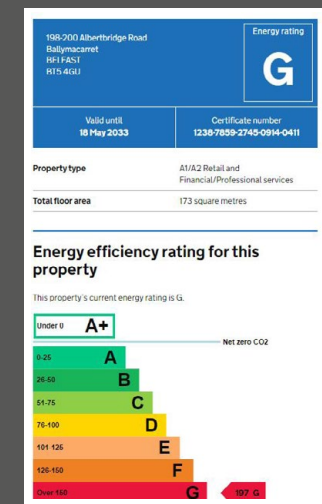 198-200 Albertbridge Road
Ballymacarret
BELFAST
BT5 4GU
Energy rating
G
Valid until
18 May 2033
Certificate number
1238-7859-2745-0914-0411
Property type
A1/A2 Retail and
Financial/Professional services
Total floor area
173 square metres
Energy efficiency rating for this
property
This property's current energy rating is G.
Under 0 A+
Net zero CO2
0-25 A
26-50 B
51-75 C
76-100 D
101-125 E
126-150 F
Over 150 G
197 G